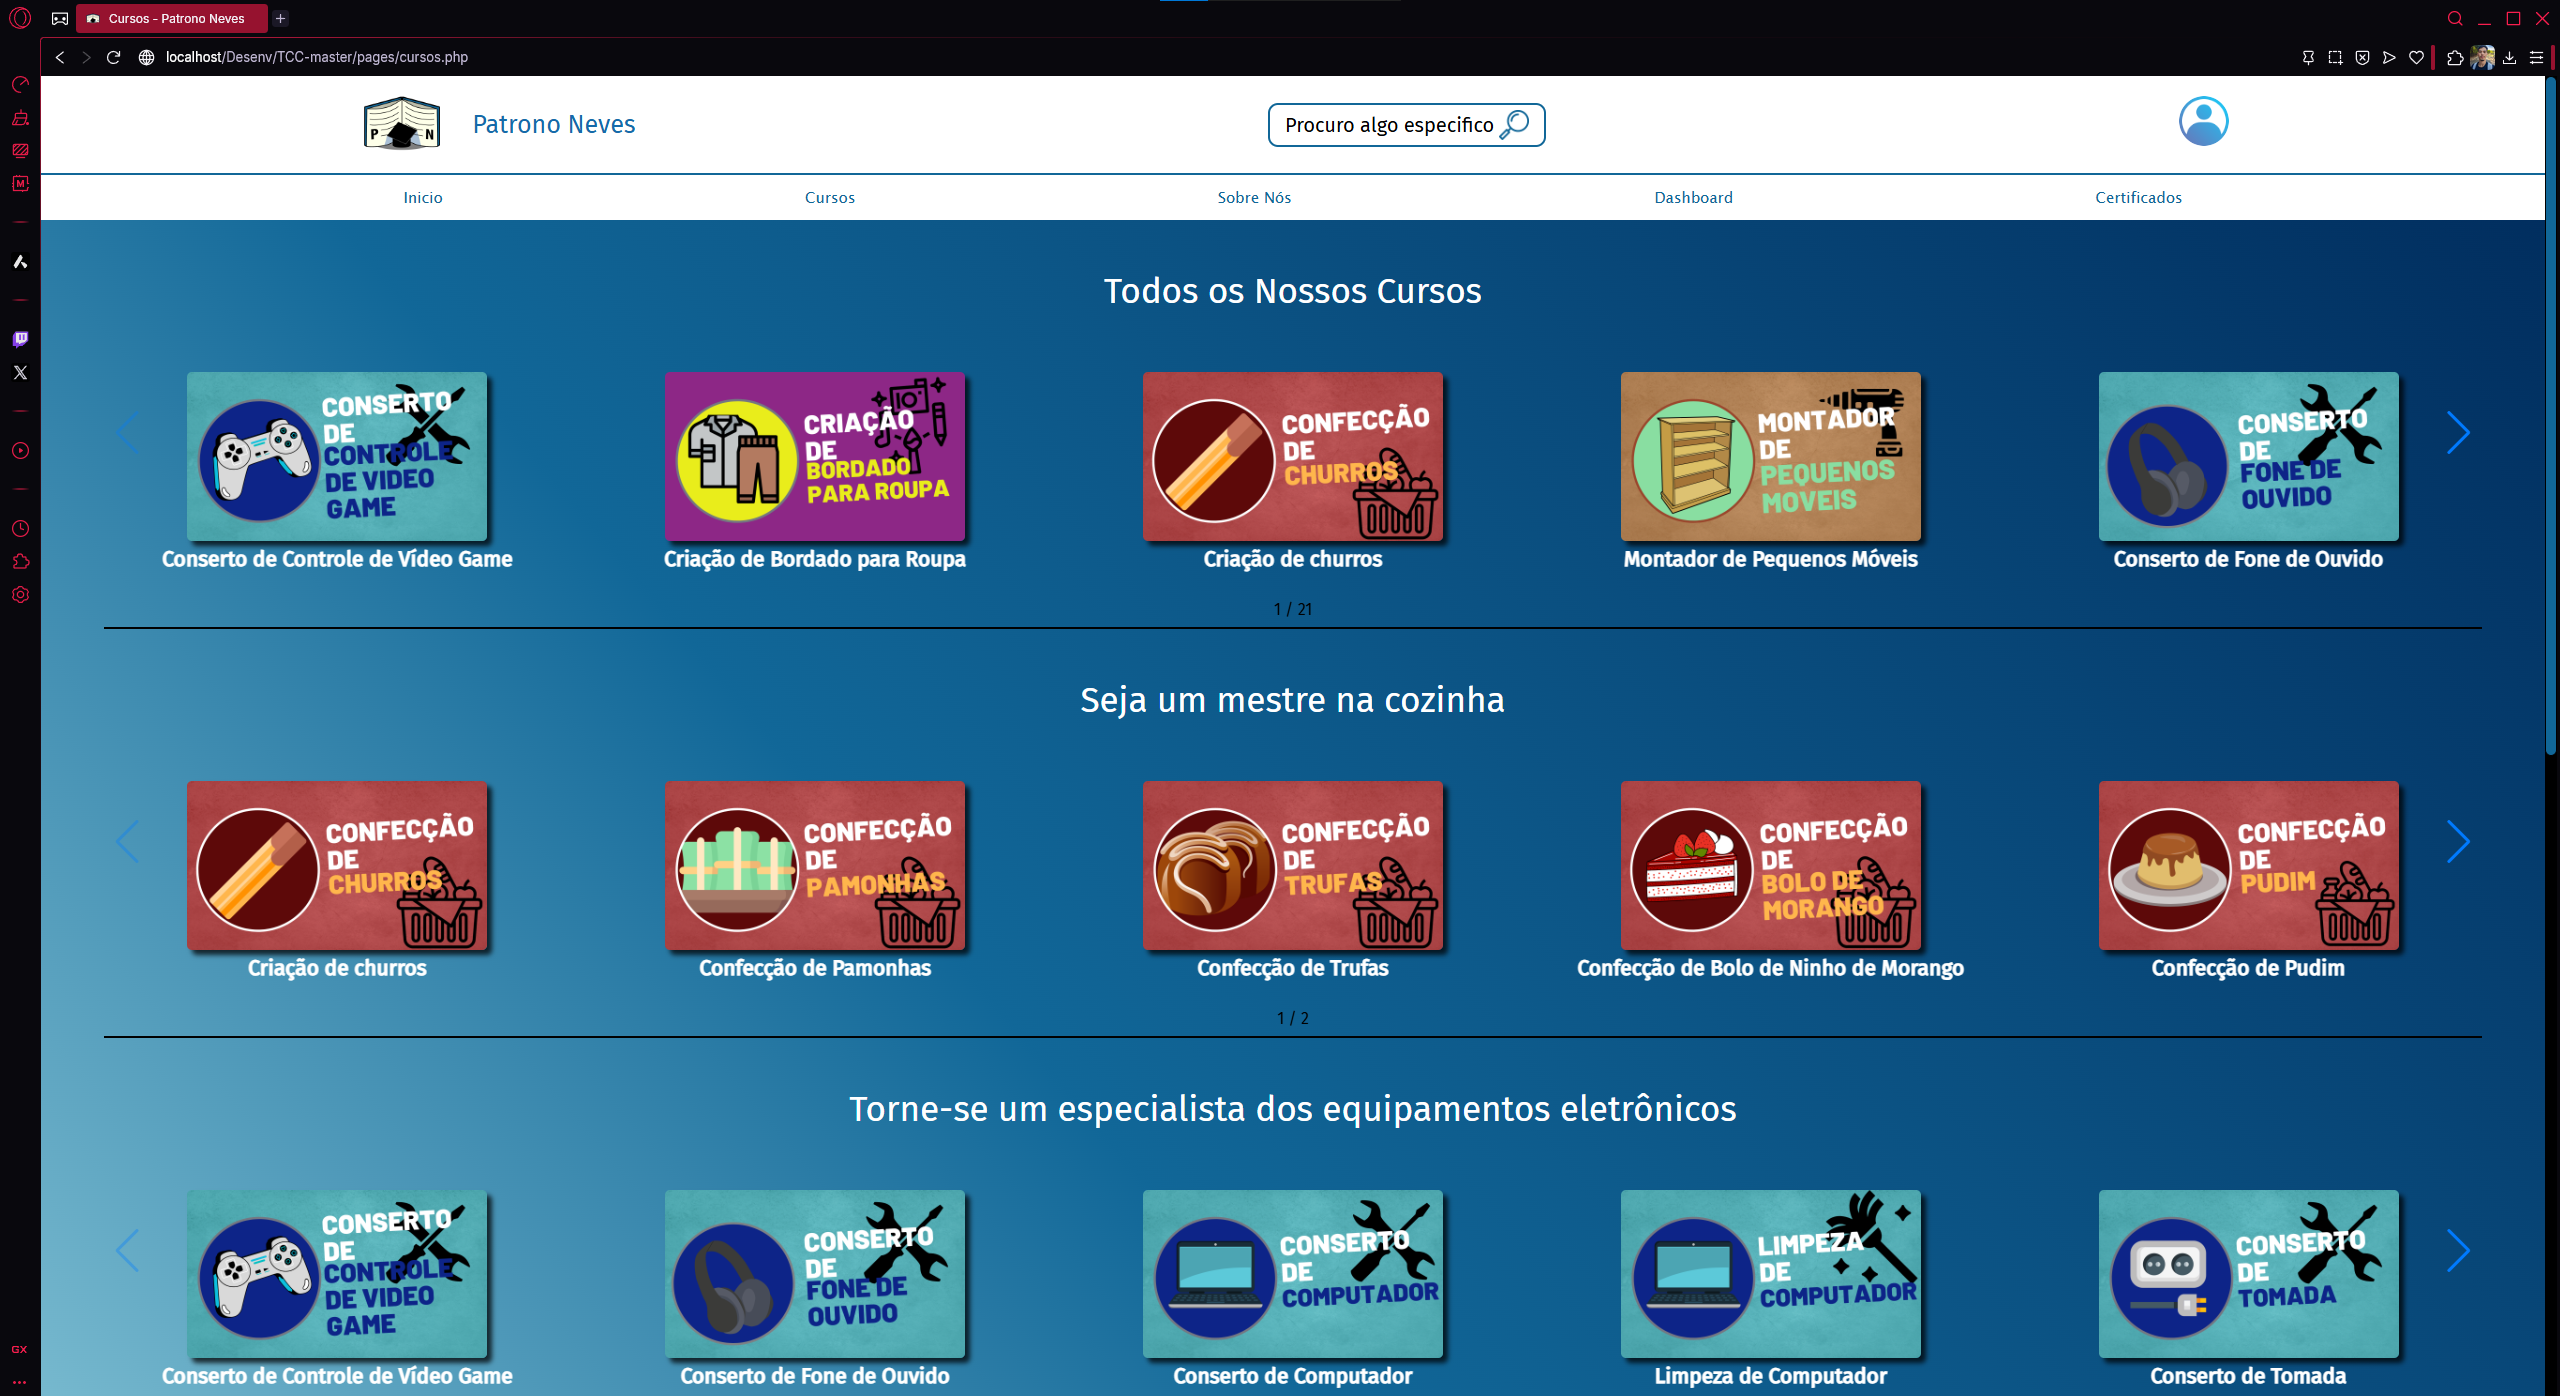 Cursos - Patrono Neves
localhost/Desenv/TCC-master/pages/cursos.php
P N
Patrono Neves
Procuro algo especifico
Inicio
Cursos
Sobre Nós
Dashboard
Certificados
Todos os Nossos Cursos
CONSERTO
DE
CONTROLE
DE VIDEO
GAME
CRIAÇÃO
DE
BORDADO
PARA ROUPA
CONFECÇÃO
DE
CHURROS
MONTADOR
DE
PEQUENOS
MOVEIS
CONSERTO
DE
FONE DE
OUVIDO
Conserto de Controle de Vídeo Game
Criação de Bordado para Roupa
Criação de churros
Montador de Pequenos Móveis
Conserto de Fone de Ouvido
1 / 21
Seja um mestre na cozinha
CONFECÇÃO
DE
CHURROS
CONFECÇÃO
DE
PAMONHAS
CONFECÇÃO
DE
TRUFAS
CONFECÇÃO
DE
BOLO DE
MORANGO
CONFECÇÃO
DE
PUDIM
Criação de churros
Confecção de Pamonhas
Confecção de Trufas
Confecção de Bolo de Ninho de Morango
Confecção de Pudim
1 / 2
Torne-se um especialista dos equipamentos eletrônicos
CONSERTO
DE
CONTROLE
DE VIDEO
GAME
CONSERTO
DE
FONE DE
OUVIDO
CONSERTO
DE
COMPUTADOR
LIMPEZA
DE
COMPUTADOR
CONSERTO
DE
TOMADA
Conserto de Controle de Vídeo Game
Conserto de Fone de Ouvido
Conserto de Computador
Limpeza de Computador
Conserto de Tomada
M
GX